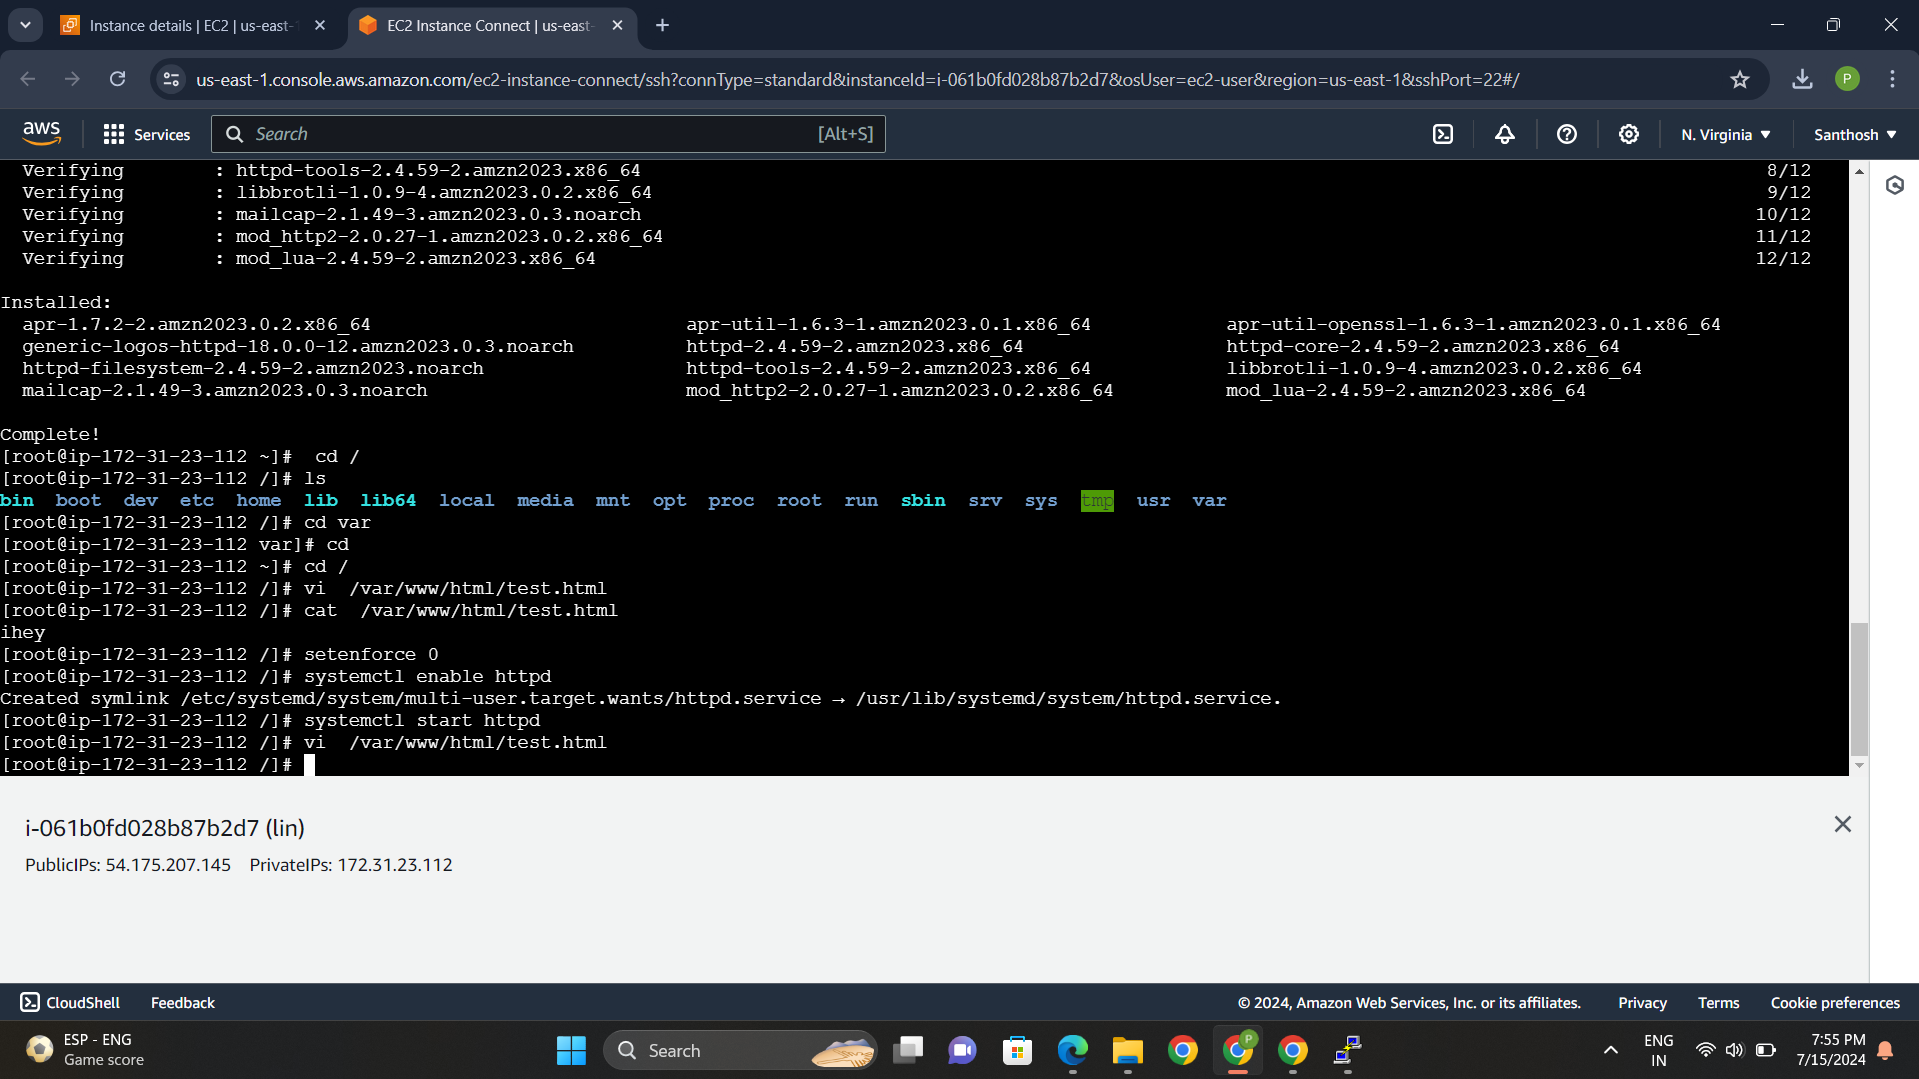 Instance details | EC2 | us-east-1
EC2 Instance Connect | us-east-
us-east-1.console.aws.amazon.com/ec2-instance-connect/ssh?connType=standard&instanceId=i-061b0fd028b87b2d7&osUser=ec2-user&region=us-east-1&sshPort=22#/
P
aws
Services
Search
[Alt+S]
N. Virginia
Santhosh
Verifying : httpd-tools-2.4.59-2.amzn2023.x86_64 8/12
Verifying : libbrotli-1.0.9-4.amzn2023.0.2.x86_64 9/12
Verifying : mailcap-2.1.49-3.amzn2023.0.3.noarch 10/12
Verifying : mod_http2-2.0.27-1.amzn2023.0.2.x86_64 11/12
Verifying : mod_lua-2.4.59-2.amzn2023.x86_64 12/12
Installed:
apr-1.7.2-2.amzn2023.0.2.x86_64 apr-util-1.6.3-1.amzn2023.0.1.x86_64 apr-util-openssl-1.6.3-1.amzn2023.0.1.x86_64
generic-logos-httpd-18.0.0-12.amzn2023.0.3.noarch httpd-2.4.59-2.amzn2023.x86_64 httpd-core-2.4.59-2.amzn2023.x86_64
httpd-filesystem-2.4.59-2.amzn2023.noarch httpd-tools-2.4.59-2.amzn2023.x86_64 libbrotli-1.0.9-4.amzn2023.0.2.x86_64
mailcap-2.1.49-3.amzn2023.0.3.noarch mod_http2-2.0.27-1.amzn2023.0.2.x86_64 mod_lua-2.4.59-2.amzn2023.x86_64
Complete!
[root@ip-172-31-23-112 ~]#  cd /
[root@ip-172-31-23-112 /]# ls
bin boot dev etc home lib lib64 local media mnt opt proc root run sbin srv sys tmp usr var
[root@ip-172-31-23-112 /]# cd var
[root@ip-172-31-23-112 var]# cd
[root@ip-172-31-23-112 ~]# cd /
[root@ip-172-31-23-112 /]# vi  /var/www/html/test.html
[root@ip-172-31-23-112 /]# cat  /var/www/html/test.html
ihey
[root@ip-172-31-23-112 /]# setenforce 0
[root@ip-172-31-23-112 /]# systemctl enable httpd
Created symlink /etc/systemd/system/multi-user.target.wants/httpd.service → /usr/lib/systemd/system/httpd.service.
[root@ip-172-31-23-112 /]# systemctl start httpd
[root@ip-172-31-23-112 /]# vi  /var/www/html/test.html
[root@ip-172-31-23-112 /]#
i-061b0fd028b87b2d7 (lin)
PublicIPs: 54.175.207.145 PrivateIPs: 172.31.23.112
CloudShell Feedback © 2024, Amazon Web Services, Inc. or its affiliates. Privacy Terms Cookie preferences
ESP - ENG
Game score
Search
P
ENG
IN
7:55 PM
7/15/2024